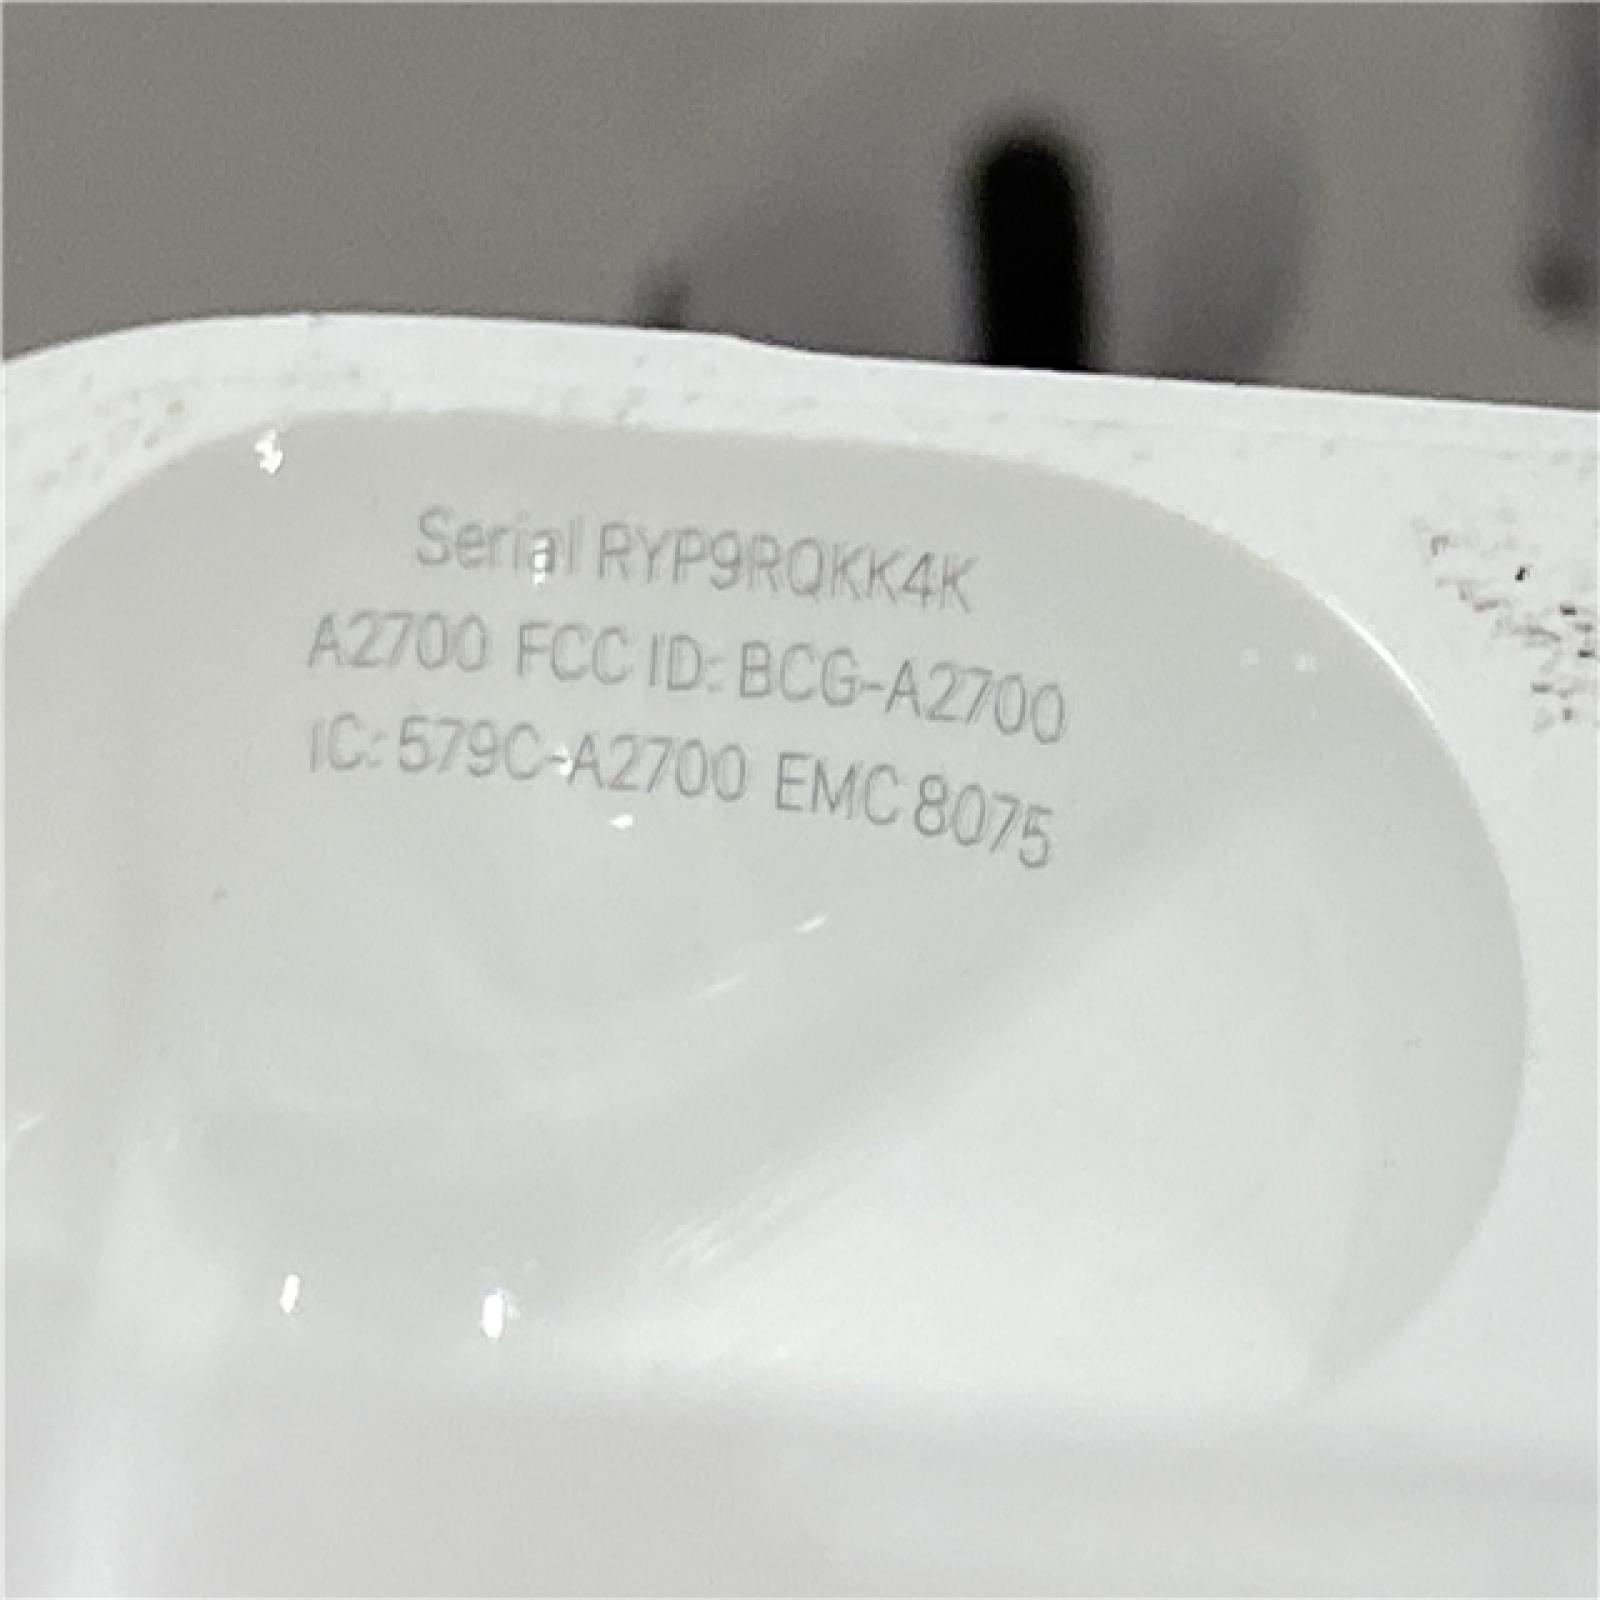 Serial RYP9RQKK4K
A2700 FCC ID: BCG-A2700
IC: 579C-A2700 EMC 8075